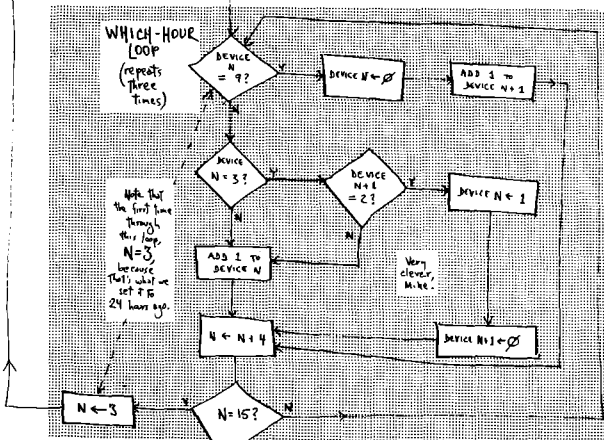 WHICH-HOUR
LOOP
(repeats
three
times)
DEVICE
N
= 9?
Y
DEVICE N ← Ø
ADD 1 TO
DEVICE N+1
N
DEVICE
N = 3?
Y
DEVICE
N+1
= 2?
Y
DEVICE N ← 1
N
N
Note that
the first time
through
this loop,
N=3,
because
that's what we
set it to
24 hours ago.
ADD 1 TO
DEVICE N
Very
clever,
Mike.
N ← N+4
DEVICE N+1 ← Ø
N ← 3
Y
N = 15?
N